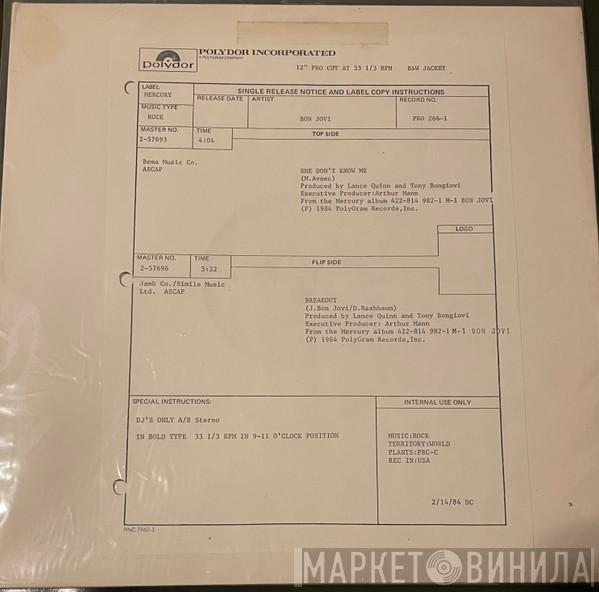 Polydor
POLYDOR INCORPORATED
A POLYGRAM COMPANY
12" PRO CUT AT 33 1/3 RPM B&W JACKET
LABEL
MERCURY
SINGLE RELEASE NOTICE AND LABEL COPY INSTRUCTIONS
MUSIC TYPE
ROCK
RELEASE DATE
ARTIST
BON JOVI
RECORD NO.
PRO 266-1
MASTER NO.
2-57693
TIME
4:04
TOP SIDE
Bema Music Co.
ASCAP
SHE DON'T KNOW ME
(M.Avsec)
Produced by Lance Quinn and Tony Bongiovi
Executive Producer:Arthur Mann
From the Mercury album 422-814 982-1 M-1 BON JOVI
(P) 1984 PolyGram Records,Inc.
LOGO
MASTER NO.
2-57696
TIME
5:22
FLIP SIDE
Jamb Co./Simile Music
Ltd. ASCAP
BREAKOUT
(J.Bon Jovi/D.Rashbaum)
Produced by Lance Quinn and Tony Bongiovi
Executive Producer: Arthur Mann
From the Mercury album 422-814 982-1 M-1 BON JOVI
(P) 1984 PolyGram Records,Inc.
SPECIAL INSTRUCTIONS:
DJ'S ONLY A/B Stereo
IN BOLD TYPE 33 1/3 RPM IN 9-11 O'CLOCK POSITION
INTERNAL USE ONLY
MUSIC:ROCK
TERRITORY:WORLD
PLANTS:PRC-C
REC IN:USA
2/14/84 DC
RNC 7960-3
МАРКЕТ ВИНИЛА